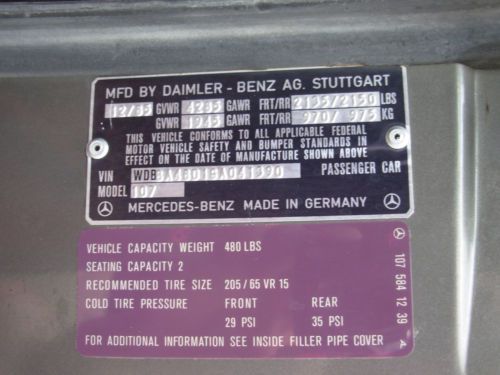 MFD BY DAIMLER - BENZ AG. STUTTGART
12/85 GVWR 4285 GAWR FRT/RR 2135/2150 LBS
GVWR 1945 GAWR FRT/RR 970/ 975 KG
THIS VEHICLE CONFORMS TO ALL APPLICABLE FEDERAL
MOTOR VEHICLE SAFETY AND BUMPER STANDARDS IN
EFFECT ON THE DATE OF MANUFACTURE SHOWN ABOVE
VIN WDBBA48D1GA041390 PASSENGER CAR
MODEL 107
MERCEDES-BENZ MADE IN GERMANY
VEHICLE CAPACITY WEIGHT 480 LBS
SEATING CAPACITY 2
RECOMMENDED TIRE SIZE 205/65 VR 15
COLD TIRE PRESSURE FRONT REAR
29 PSI 35 PSI
FOR ADDITIONAL INFORMATION SEE INSIDE FILLER PIPE COVER
107 584 12 39 A